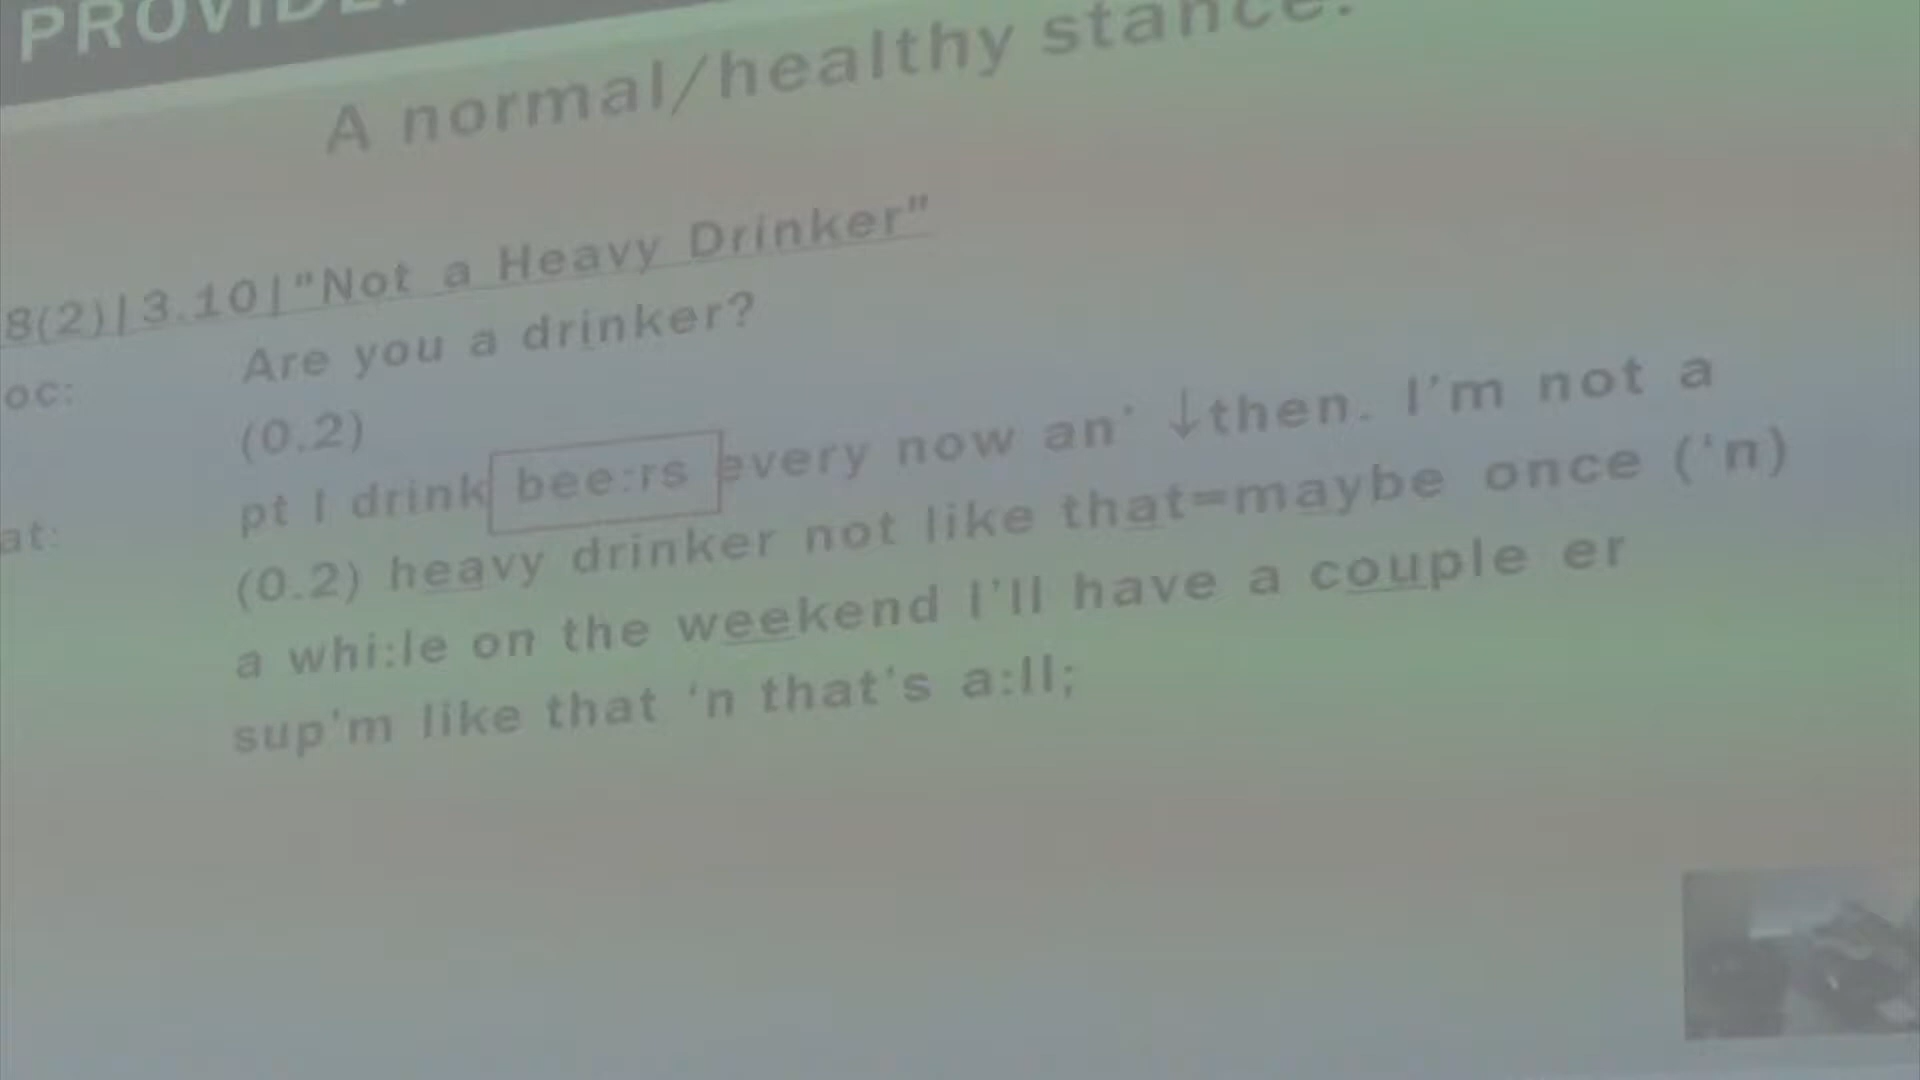 PROVIDE
A normal/healthy stance.
8(2)|3.10|"Not a Heavy Drinker"
oc: Are you a drinker?
(0.2)
at: pt I drink bee:rs every now an' ↓then. I'm not a
(0.2) heavy drinker not like that=maybe once ('n)
a whi:le on the weekend I'll have a couple er
sup'm like that 'n that's a:ll;